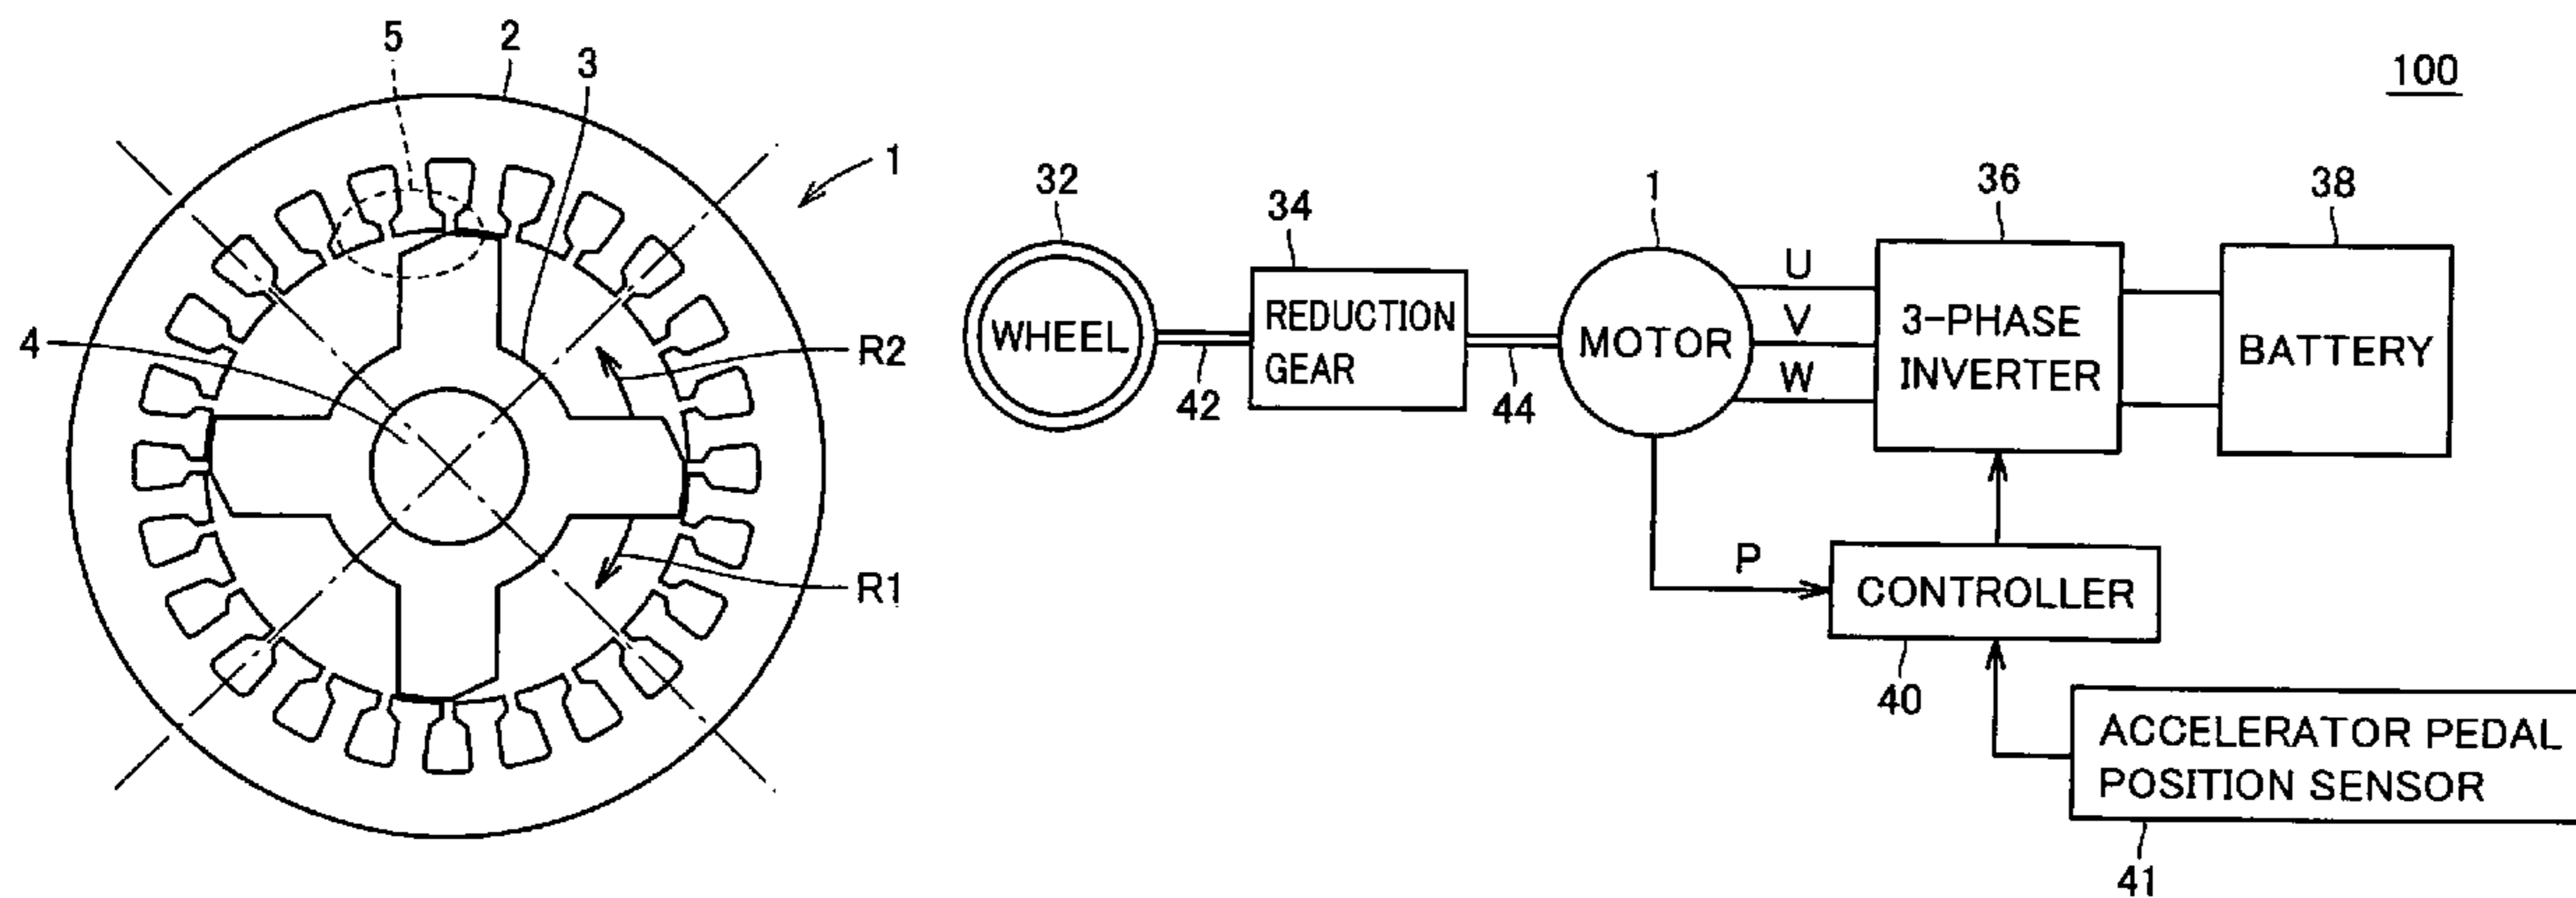 5
2
3
1
4
R2
R1
100
32
34
1
36
38
WHEEL
REDUCTION
GEAR
MOTOR
U
V
W
3-PHASE
INVERTER
BATTERY
42
44
P
CONTROLLER
40
ACCELERATOR PEDAL
POSITION SENSOR
41